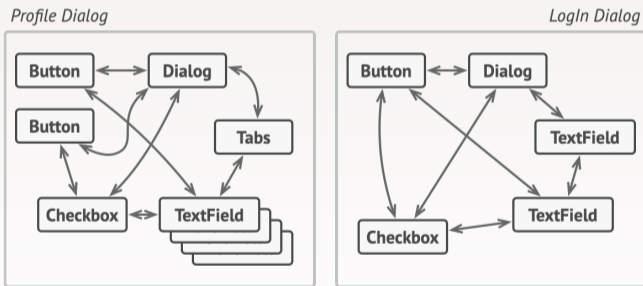 Profile Dialog
Button
Dialog
Button
Tabs
Checkbox
TextField
LogIn Dialog
Button
Dialog
TextField
TextField
Checkbox